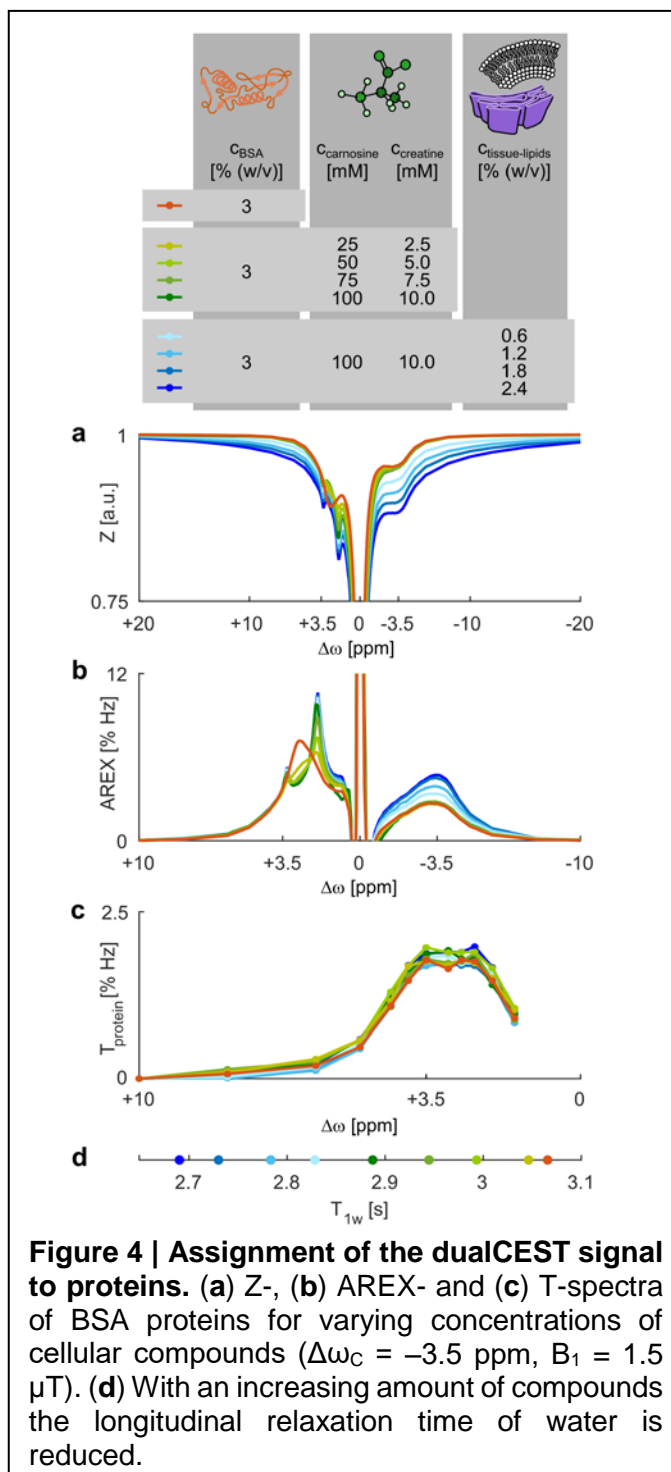 c_BSA c_carnosine c_creatine c_tissue-lipids
[% (w/v)] [mM] [mM] [% (w/v)]
3
3
25 2.5
50 5.0
75 7.5
100 10.0
3 100 10.0
0.6
1.2
1.8
2.4
a
1
Z [a.u.]
0.75
+20 +10 +3.5 0 -3.5 -10 -20
Δω [ppm]
b
12
AREX [% Hz]
0
+10 +3.5 0 -3.5 -10
Δω [ppm]
c
2.5
T_protein [% Hz]
0
+10 +3.5 0
Δω [ppm]
d
2.7 2.8 2.9 3 3.1
T_1w [s]
Figure 4 | Assignment of the dualCEST signal
to proteins. (a) Z-, (b) AREX- and (c) T-spectra
of BSA proteins for varying concentrations of
cellular compounds (Δω_C = –3.5 ppm, B_1 = 1.5
µT). (d) With an increasing amount of compounds
the longitudinal relaxation time of water is
reduced.